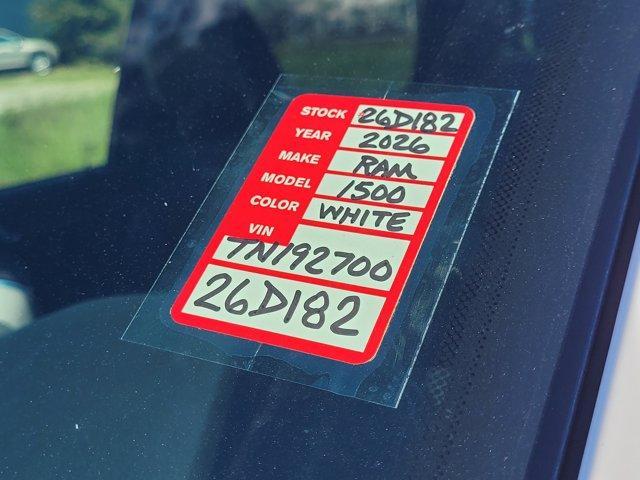 STOCK 26D182
YEAR 2026
MAKE RAM
MODEL 1500
COLOR WHITE
VIN
TN192700
26D182